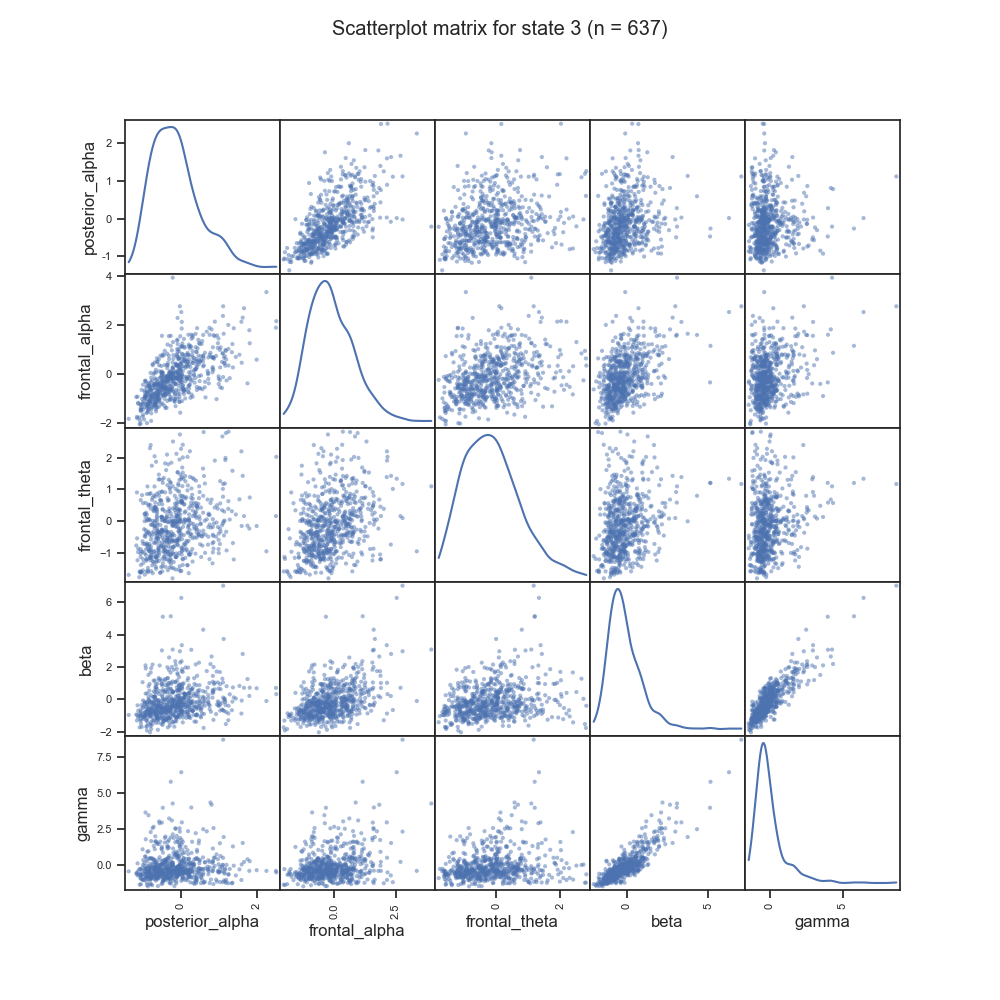 Scatterplot matrix for state 3 (n = 637)
posterior_alpha
2
1
0
-1
frontal_alpha
4
2
0
−2
frontal_theta
2
1
0
−1
beta
6
4
2
0
−2
gamma
7.5
5.0
2.5
0.0
0
2
0.0
2.5
0
2
0
5
0
5
posterior_alpha
frontal_alpha
frontal_theta
beta
gamma